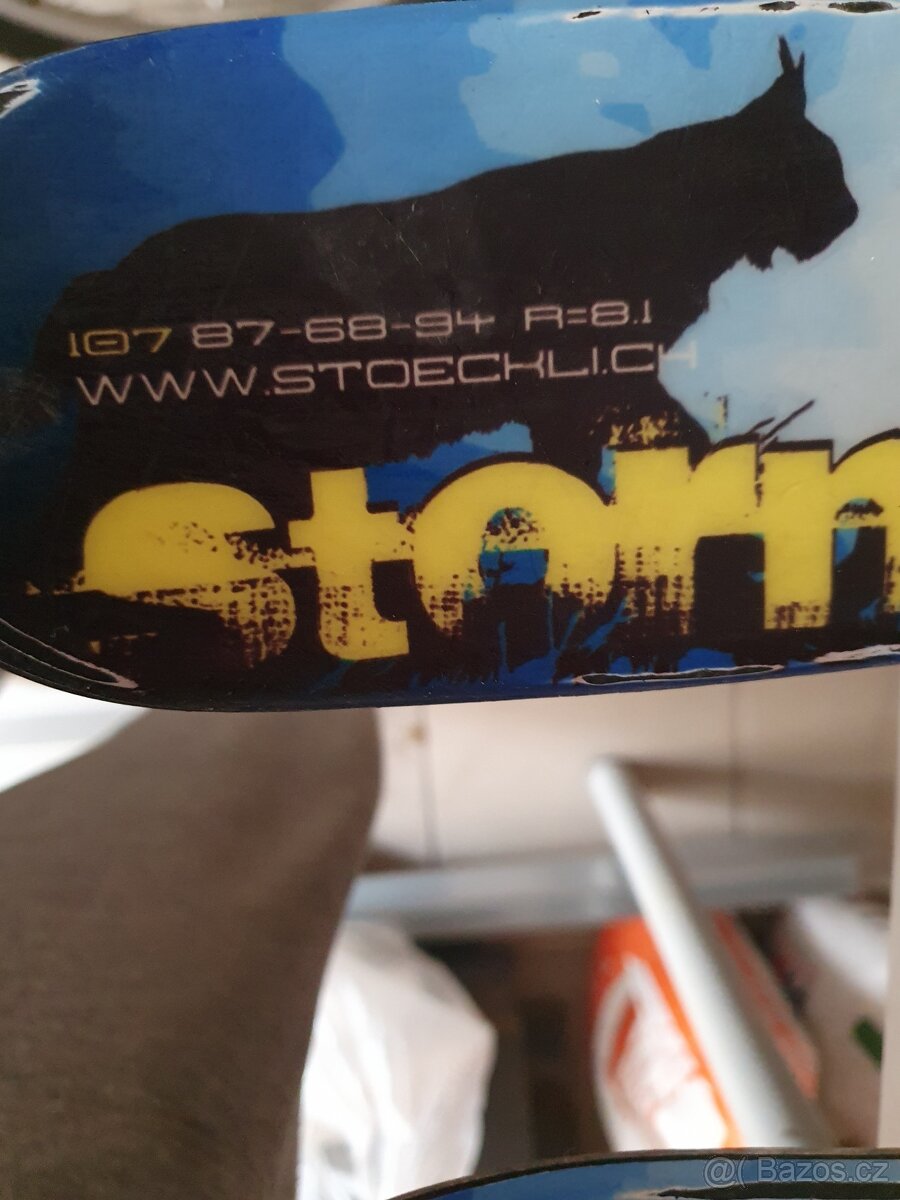 107 87-68-94 R=8.1
WWW.STOECKLI.CH
storm
@( Bazos.cz